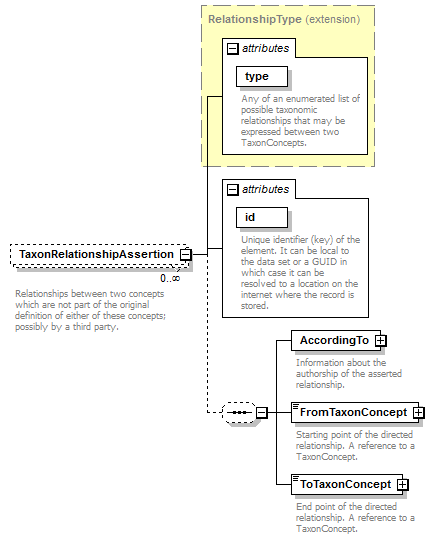 RelationshipType (extension)
attributes
type
Any of an enumerated list of
possible taxonomic
relationships that may be
expressed between two
TaxonConcepts.
attributes
id
Unique identifier (key) of the
element. It can be local to
the data set or a GUID in
which case it can be
resolved to a location on the
internet where the record is
stored.
TaxonRelationshipAssertion
0..∞
Relationships between two concepts
which are not part of the original
definition of either of these concepts;
possibly by a third party.
AccordingTo
Information about the
authorship of the asserted
relationship.
FromTaxonConcept
Starting point of the directed
relationship. A reference to a
TaxonConcept.
ToTaxonConcept
End point of the directed
relationship. A reference to a
TaxonConcept.